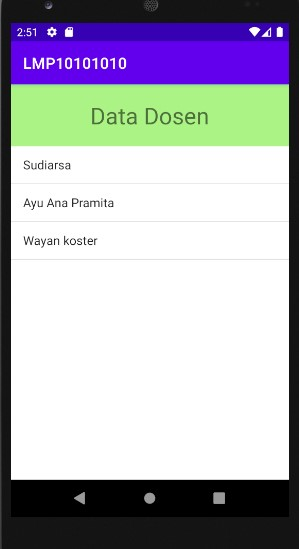 2:51
LMP10101010
Data Dosen
Sudiarsa
Ayu Ana Pramita
Wayan koster